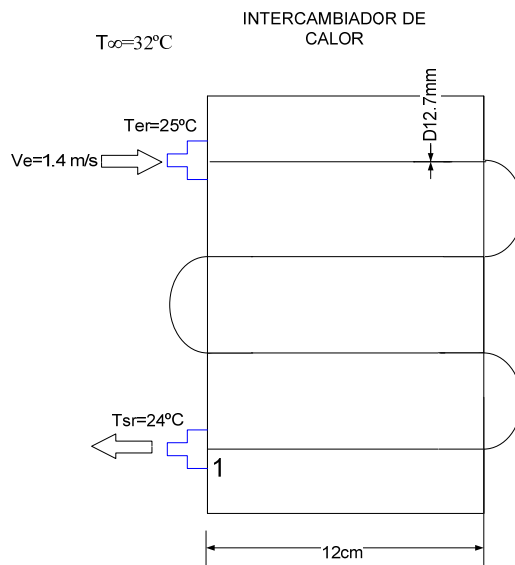 INTERCAMBIADOR DE
CALOR
T∞=32ºC
D12.7mm
Ter=25ºC
Ve=1.4 m/s
Tsr=24ºC
1
12cm